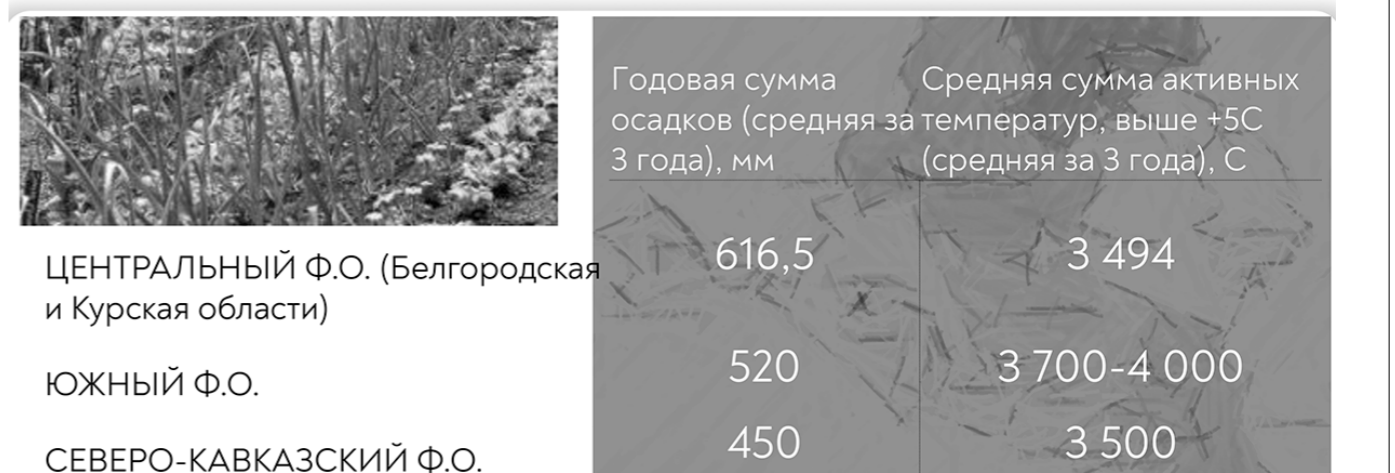 Годовая сумма
осадков (средняя за
3 года), мм
Средняя сумма активных
температур, выше +5С
(средняя за 3 года), С
ЦЕНТРАЛЬНЫЙ Ф.О. (Белгородская
и Курская области)
616,5
3 494
ЮЖНЫЙ Ф.О.
520
3 700-4 000
СЕВЕРО-КАВКАЗСКИЙ Ф.О.
450
3 500